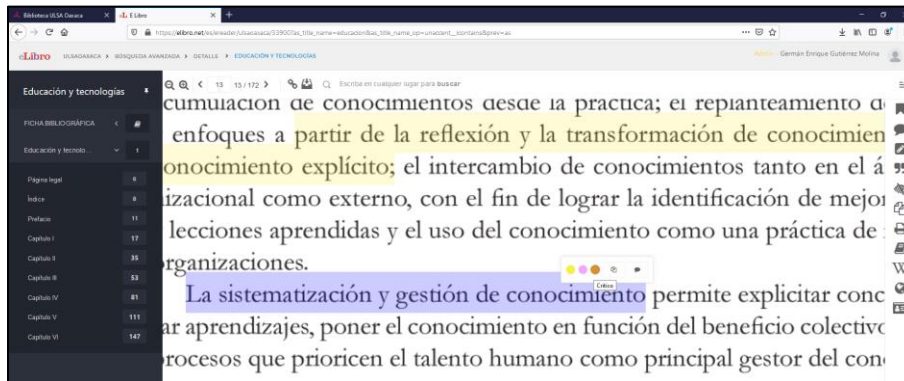 Biblioteca ULSA Oaxaca
E Libro
https://elibro.net/es/ereader/ulsaoaxaca/53900?as_title_name=educacion&as_title_name_op=unaccent__icontains&prev=as
eLibro
ULSAOAXACA > BÚSQUEDA AVANZADA > DETALLE > EDUCACIÓN Y TECNOLOGÍAS
Germán Enrique Gutiérrez Molina
Educación y tecnologías
13 15/172
Escriba en cualquier lugar para buscar
FICHA BIBLIOGRÁFICA
Educación y tecnolo... 1
Página legal 6
Índice 8
Prefacio 11
Capítulo I 17
Capítulo II 35
Capítulo III 53
Capítulo IV 81
Capítulo V 111
Capítulo VI 147
cumulación de conocimientos desde la práctica; el replanteamiento d
enfoques a partir de la reflexión y la transformación de conocimien
onocimiento explícito; el intercambio de conocimientos tanto en el á
izacional como externo, con el fin de lograr la identificación de mejor
lecciones aprendidas y el uso del conocimiento como una práctica de
rganizaciones.
Crítica
La sistematización y gestión de conocimiento permite explicitar conc
ar aprendizajes, poner el conocimiento en función del beneficio colectivo
rocesos que prioricen el talento humano como principal gestor del con